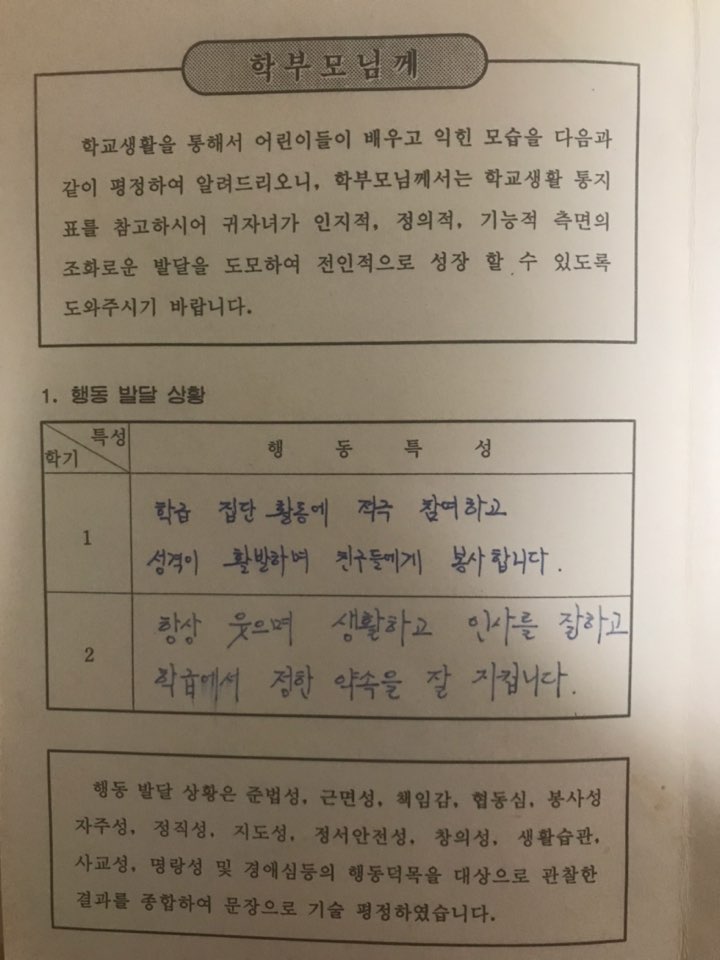 학부모님께
학교생활을 통해서 어린이들이 배우고 익힌 모습을 다음과
같이 평정하여 알려드리오니, 학부모님께서는 학교생활 통지
표를 참고하시어 귀자녀가 인지적, 정의적, 기능적 측면의
조화로운 발달을 도모하여 전인적으로 성장 할 수 있도록
도와주시기 바랍니다.
1. 행동 발달 상황
특성
학기
행 동 특 성
1
학급 집단 활동에 적극 참여하고
성격이 활발하며 친구들에게 봉사합니다.
2
항상 웃으며 생활하고 인사를 잘하고
학급에서 정한 약속을 잘 지킵니다.
행동 발달 상황은 준법성, 근면성, 책임감, 협동심, 봉사성
자주성, 정직성, 지도성, 정서안전성, 창의성, 생활습관,
사교성, 명랑성 및 경애심등의 행동덕목을 대상으로 관찰한
결과를 종합하여 문장으로 기술 평정하였습니다.